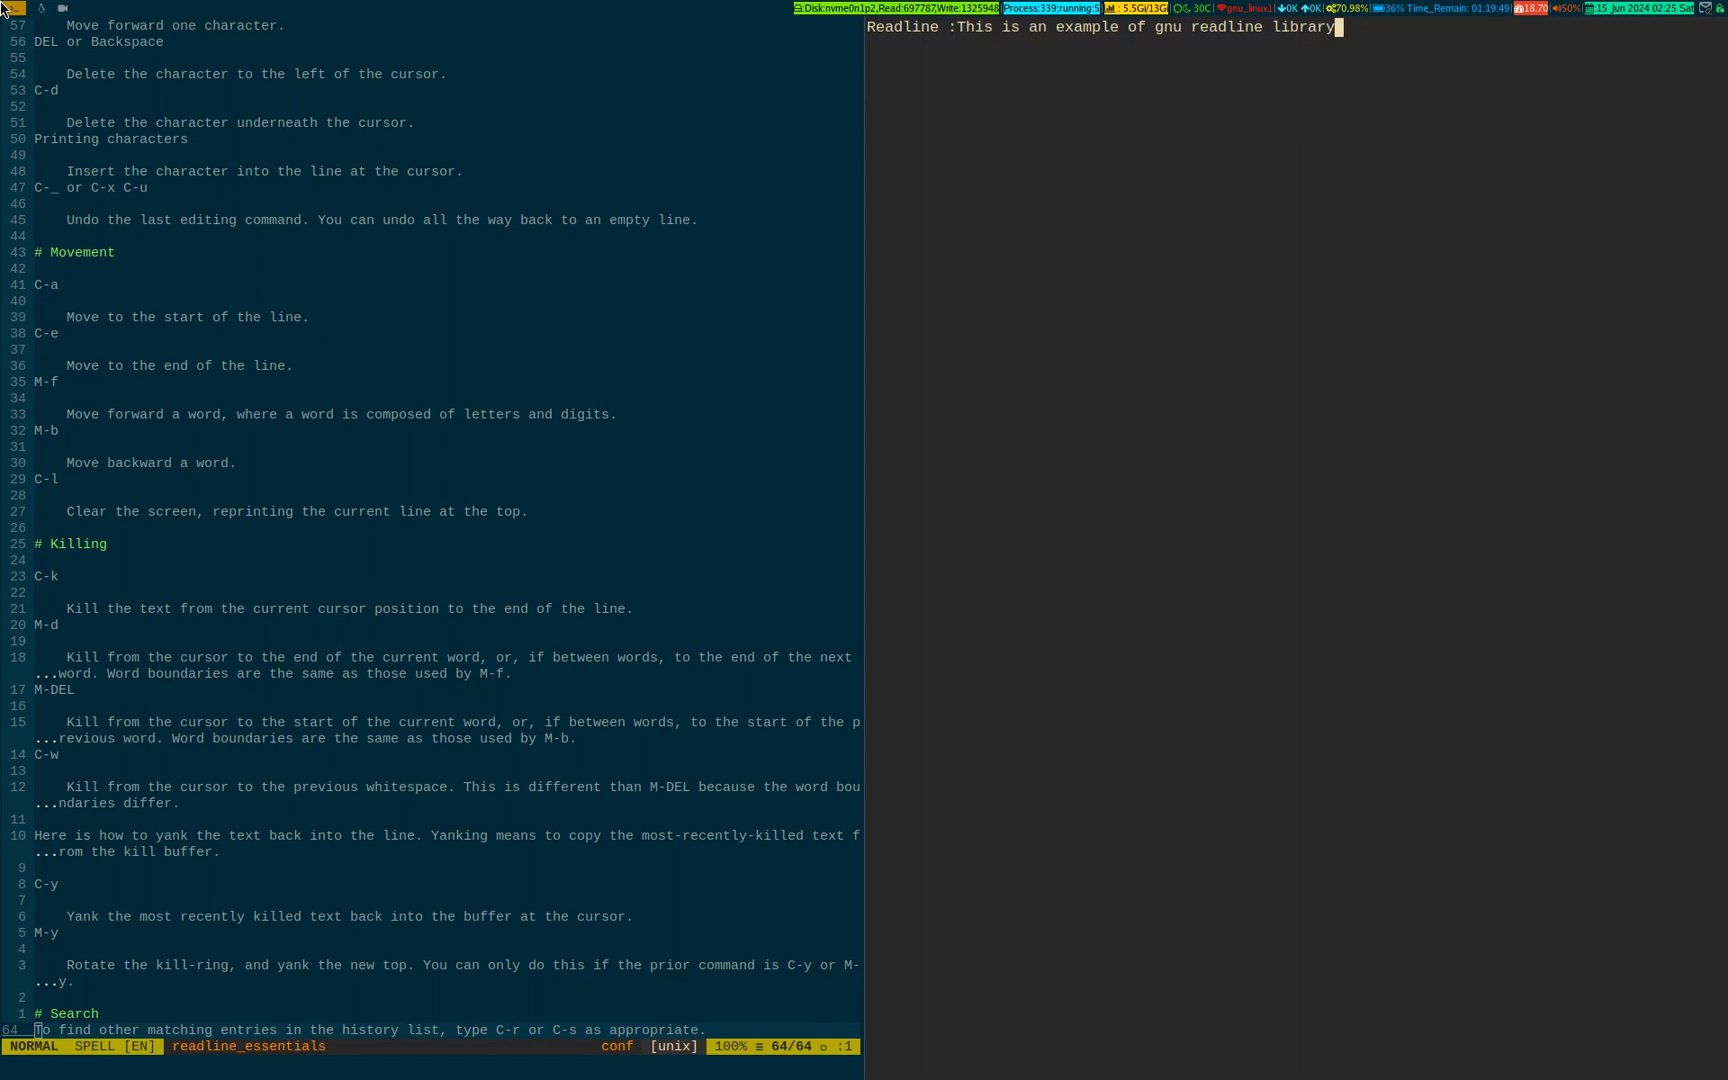 Disk:nvme0n1p2,Read:697787;Write:1325948 Process:339;running:5 : 5.5Gi/13Gi 30C gnu_linux1 0K 0K 70.98% 36% Time_Remain: 01:19:49 18.70 50% 15 Jun 2024 02:25 Sat
57 Move forward one character.
56 DEL or Backspace
55
54 Delete the character to the left of the cursor.
53 C-d
52
51 Delete the character underneath the cursor.
50 Printing characters
49
48 Insert the character into the line at the cursor.
47 C-_ or C-x C-u
46
45 Undo the last editing command. You can undo all the way back to an empty line.
44
43 # Movement
42
41 C-a
40
39 Move to the start of the line.
38 C-e
37
36 Move to the end of the line.
35 M-f
34
33 Move forward a word, where a word is composed of letters and digits.
32 M-b
31
30 Move backward a word.
29 C-l
28
27 Clear the screen, reprinting the current line at the top.
26
25 # Killing
24
23 C-k
22
21 Kill the text from the current cursor position to the end of the line.
20 M-d
19
18 Kill from the cursor to the end of the current word, or, if between words, to the end of the next
...word. Word boundaries are the same as those used by M-f.
17 M-DEL
16
15 Kill from the cursor to the start of the current word, or, if between words, to the start of the p
...revious word. Word boundaries are the same as those used by M-b.
14 C-w
13
12 Kill from the cursor to the previous whitespace. This is different than M-DEL because the word bou
...ndaries differ.
11
10 Here is how to yank the text back into the line. Yanking means to copy the most-recently-killed text f
...rom the kill buffer.
9
8 C-y
7
6 Yank the most recently killed text back into the buffer at the cursor.
5 M-y
4
3 Rotate the kill-ring, and yank the new top. You can only do this if the prior command is C-y or M-
...y.
2
1 # Search
64 To find other matching entries in the history list, type C-r or C-s as appropriate.
NORMAL SPELL [EN] readline_essentials conf [unix] 100% ≡ 64/64 :1
Readline :This is an example of gnu readline library